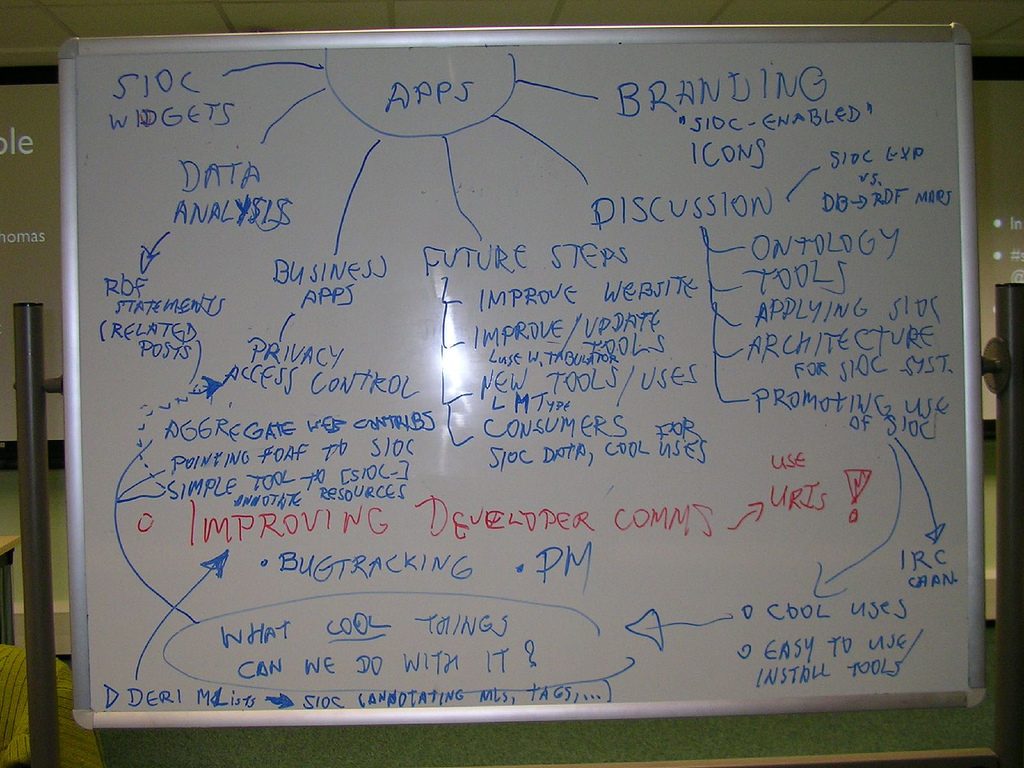 APPS
SIOC
WIDGETS
BRANDING
"SIOC-ENABLED"
ICONS
DATA
ANALYSIS
RDF
STATEMENTS
(RELATED
POSTS)
BUSINESS
APPS
PRIVACY
ACCESS CONTROL
FUTURE STEPS
IMPROVE WEBSITE
IMPROVE/UPDATE
TOOLS
L USE W. TABULATOR
NEW TOOLS/USES
L MTYPE
CONSUMERS FOR
SIOC DATA, COOL USES
DISCUSSION
SIOC EXP
VS.
DB→RDF MAPS
ONTOLOGY
TOOLS
APPLYING SIOC
ARCHITECTURE
FOR SIOC SYST.
PROMOTING USE
OF SIOC
AGGREGATE WEB CONTRIBS
POINTING FOAF TO SIOC
SIMPLE TOOL TO [SIOC-]
ANNOTATE RESOURCES
O IMPROVING DEVELOPER COMMS → USE
URIs !
• BUGTRACKING • PM
IRC
CHAN.
O COOL USES
O EASY TO USE/
INSTALL TOOLS
WHAT COOL THINGS
CAN WE DO WITH IT?
DERI MLists → SIOC (ANNOTATING MLS, TAGS,...)
ole
homas
• In
• #s
@